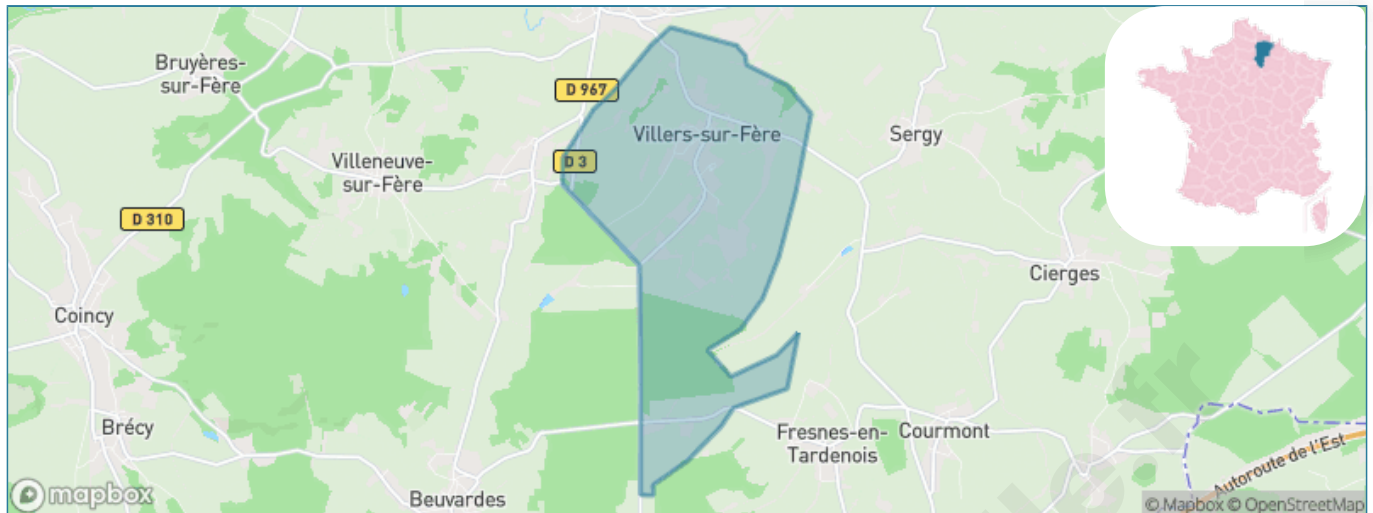 Bruyères-
sur-Fère
D 967
Villers-sur-Fère
Sergy
Villeneuve-
sur-Fère
D 3
D 310
Cierges
Coincy
Brécy
Fresnes-en-
Tardenois
Courmont
Autoroute de l'Est
Beuvardes
mapbox
© Mapbox © OpenStreetMap